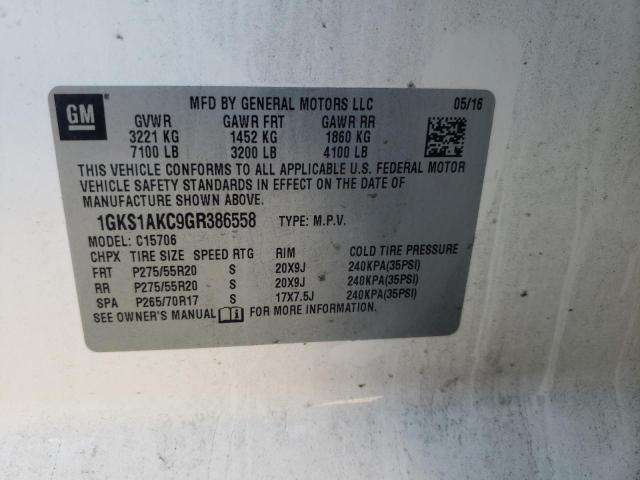 GM
MFD BY GENERAL MOTORS LLC 05/16
GVWR GAWR FRT GAWR RR
3221 KG 1452 KG 1860 KG
7100 LB 3200 LB 4100 LB
THIS VEHICLE CONFORMS TO ALL APPLICABLE U.S. FEDERAL MOTOR
VEHICLE SAFETY STANDARDS IN EFFECT ON THE DATE OF
MANUFACTURE SHOWN ABOVE.
1GKS1AKC9GR386558 TYPE: M.P.V.
MODEL: C15706
CHPX TIRE SIZE SPEED RTG RIM COLD TIRE PRESSURE
FRT P275/55R20 S 20X9J 240KPA(35PSI)
RR P275/55R20 S 20X9J 240KPA(35PSI)
SPA P265/70R17 S 17X7.5J 240KPA(35PSI)
SEE OWNER'S MANUAL FOR MORE INFORMATION.